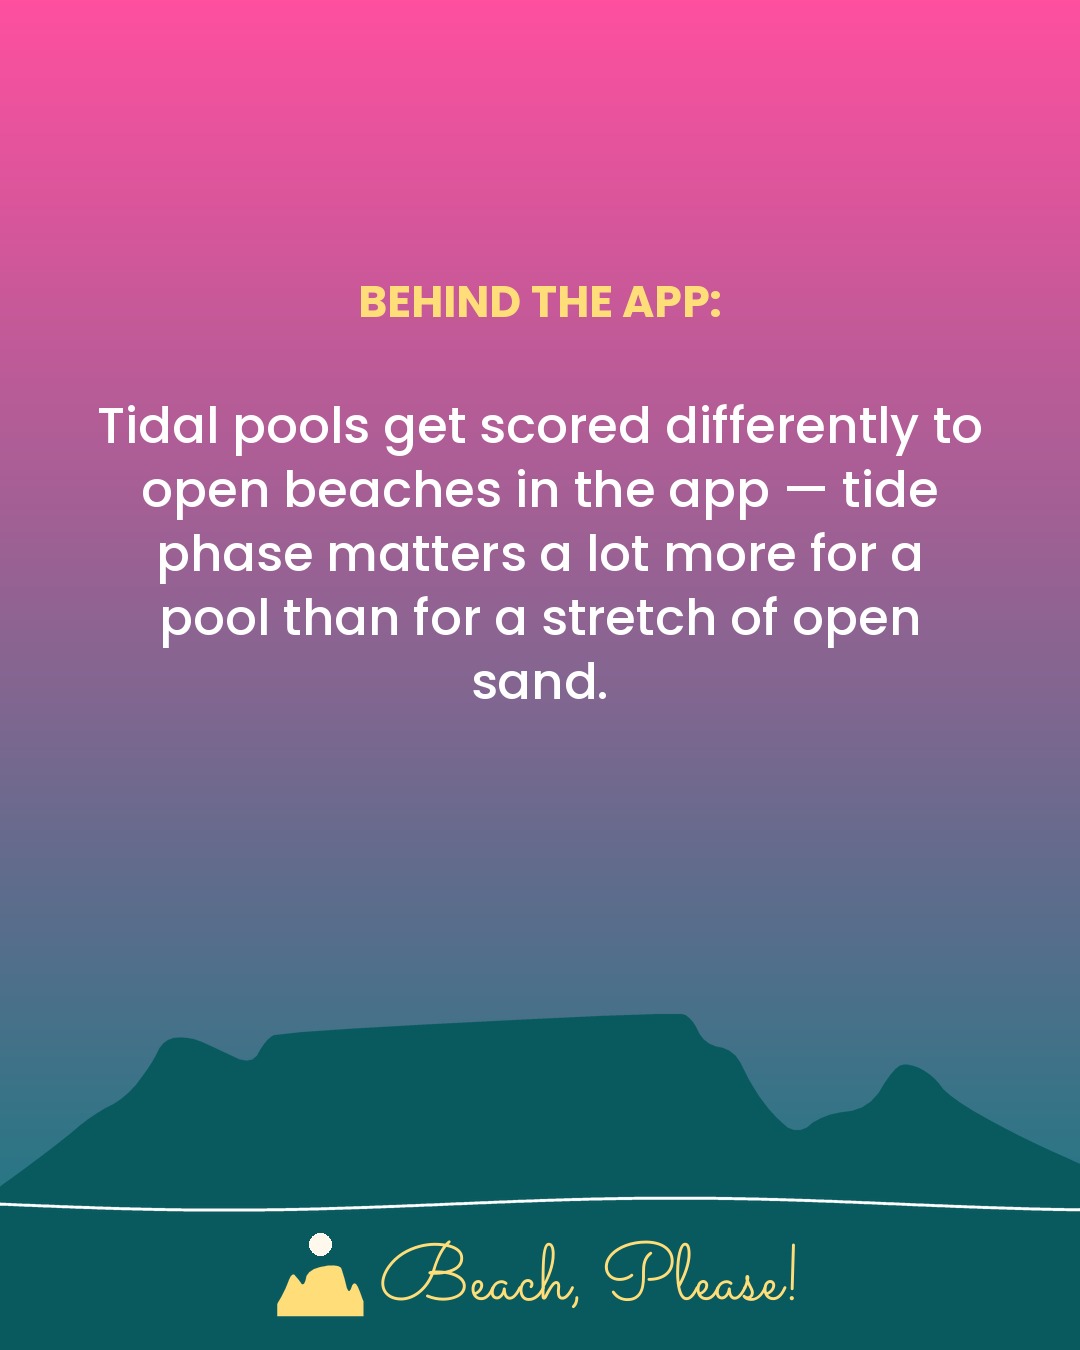 BEHIND THE APP:
Tidal pools get scored differently to
open beaches in the app — tide
phase matters a lot more for a
pool than for a stretch of open
sand.
Beach, Please!